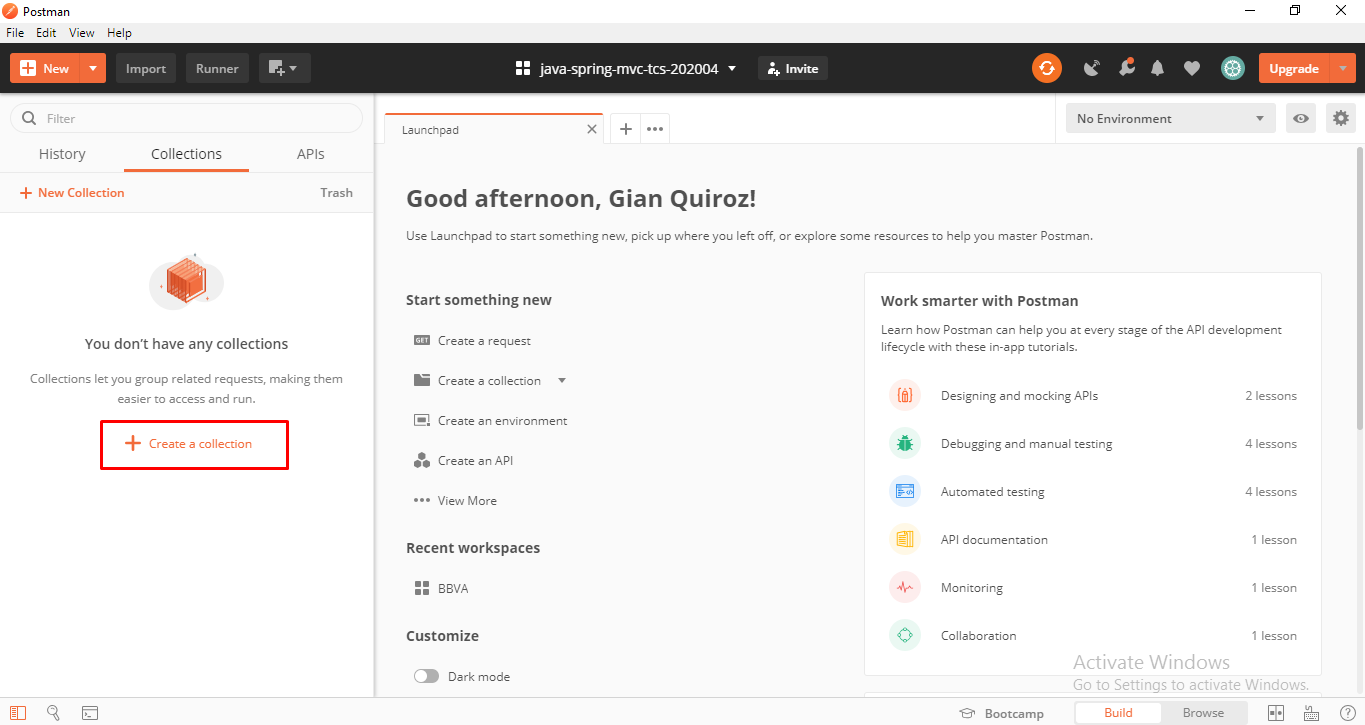 Postman
File Edit View Help
New Import Runner java-spring-mvc-tcs-202004 Invite Upgrade
Filter
History Collections APIs
New Collection Trash
You don't have any collections
Collections let you group related requests, making them
easier to access and run.
Create a collection
Launchpad
No Environment
Good afternoon, Gian Quiroz!
Use Launchpad to start something new, pick up where you left off, or explore some resources to help you master Postman.
Start something new
GET Create a request
Create a collection
Create an environment
Create an API
View More
Recent workspaces
BBVA
Customize
Dark mode
Work smarter with Postman
Learn how Postman can help you at every stage of the API development
lifecycle with these in-app tutorials.
Designing and mocking APIs 2 lessons
Debugging and manual testing 4 lessons
Automated testing 4 lessons
API documentation 1 lesson
Monitoring 1 lesson
Collaboration 1 lesson
Activate Windows
Go to Settings to activate Windows.
Bootcamp Build Browse